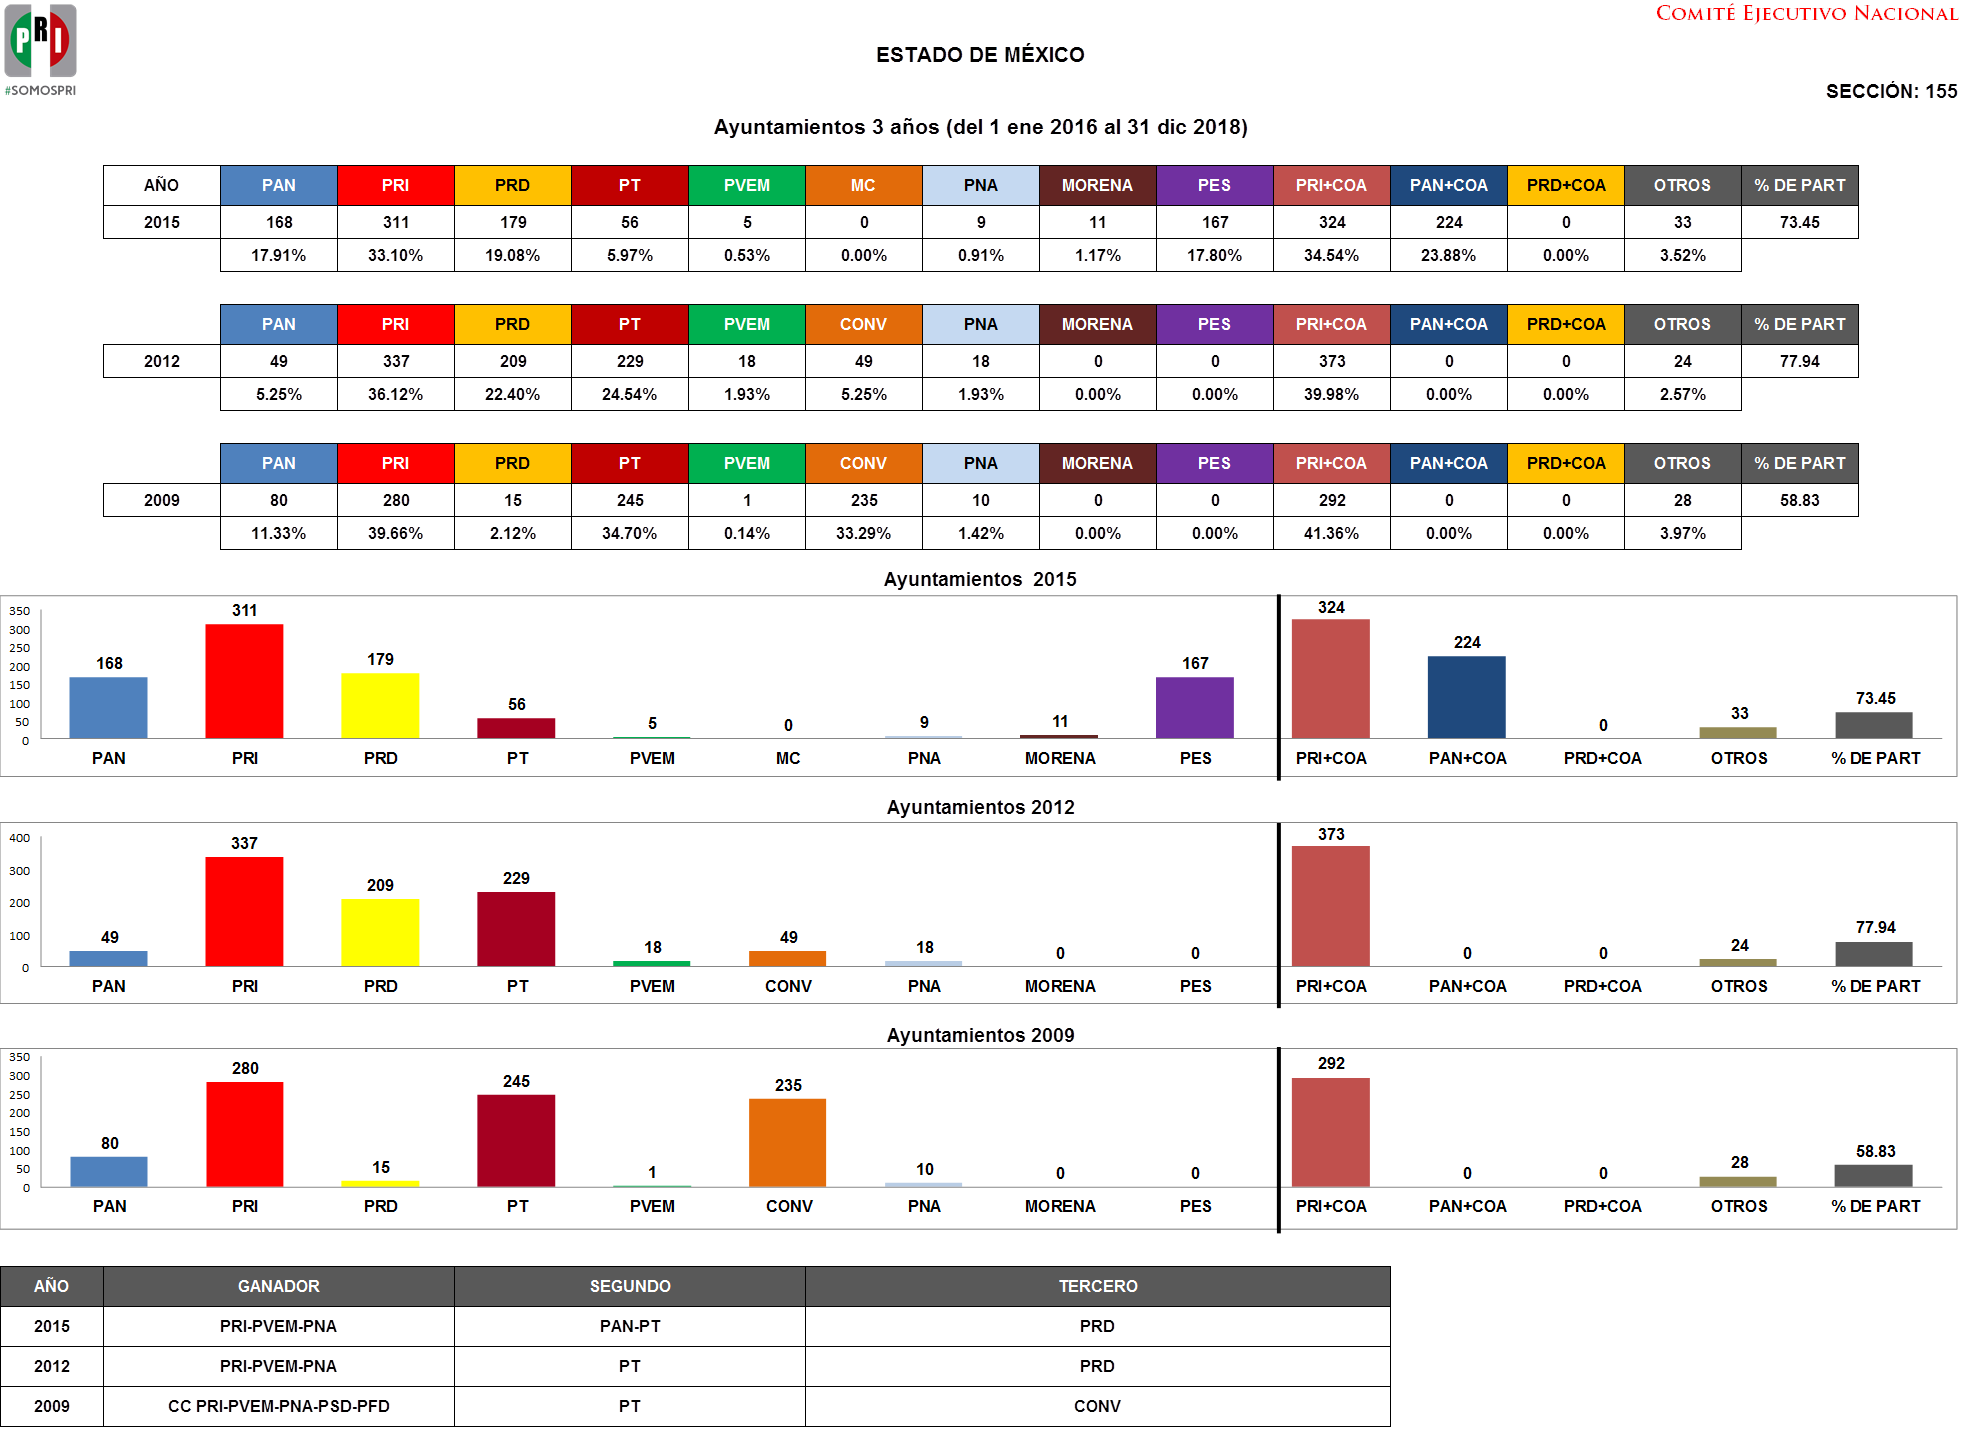 PRI
#SOMOSPRI
COMITÉ EJECUTIVO NACIONAL
ESTADO DE MÉXICO
SECCIÓN: 155
Ayuntamientos 3 años (del 1 ene 2016 al 31 dic 2018)
AÑO PAN PRI PRD PT PVEM MC PNA MORENA PES PRI+COA PAN+COA PRD+COA OTROS % DE PART
2015 168 311 179 56 5 0 9 11 167 324 224 0 33 73.45
17.91% 33.10% 19.08% 5.97% 0.53% 0.00% 0.91% 1.17% 17.80% 34.54% 23.88% 0.00% 3.52%
PAN PRI PRD PT PVEM CONV PNA MORENA PES PRI+COA PAN+COA PRD+COA OTROS % DE PART
2012 49 337 209 229 18 49 18 0 0 373 0 0 24 77.94
5.25% 36.12% 22.40% 24.54% 1.93% 5.25% 1.93% 0.00% 0.00% 39.98% 0.00% 0.00% 2.57%
PAN PRI PRD PT PVEM CONV PNA MORENA PES PRI+COA PAN+COA PRD+COA OTROS % DE PART
2009 80 280 15 245 1 235 10 0 0 292 0 0 28 58.83
11.33% 39.66% 2.12% 34.70% 0.14% 33.29% 1.42% 0.00% 0.00% 41.36% 0.00% 0.00% 3.97%
Ayuntamientos 2015
350
300
250
200
150
100
50
0
168 311 179 56 5 0 9 11 167 324 224 0 33 73.45
PAN PRI PRD PT PVEM MC PNA MORENA PES PRI+COA PAN+COA PRD+COA OTROS % DE PART
Ayuntamientos 2012
400
300
200
100
0
49 337 209 229 18 49 18 0 0 373 0 0 24 77.94
PAN PRI PRD PT PVEM CONV PNA MORENA PES PRI+COA PAN+COA PRD+COA OTROS % DE PART
Ayuntamientos 2009
350
300
250
200
150
100
50
0
80 280 15 245 1 235 10 0 0 292 0 0 28 58.83
PAN PRI PRD PT PVEM CONV PNA MORENA PES PRI+COA PAN+COA PRD+COA OTROS % DE PART
AÑO GANADOR SEGUNDO TERCERO
2015 PRI-PVEM-PNA PAN-PT PRD
2012 PRI-PVEM-PNA PT PRD
2009 CC PRI-PVEM-PNA-PSD-PFD PT CONV